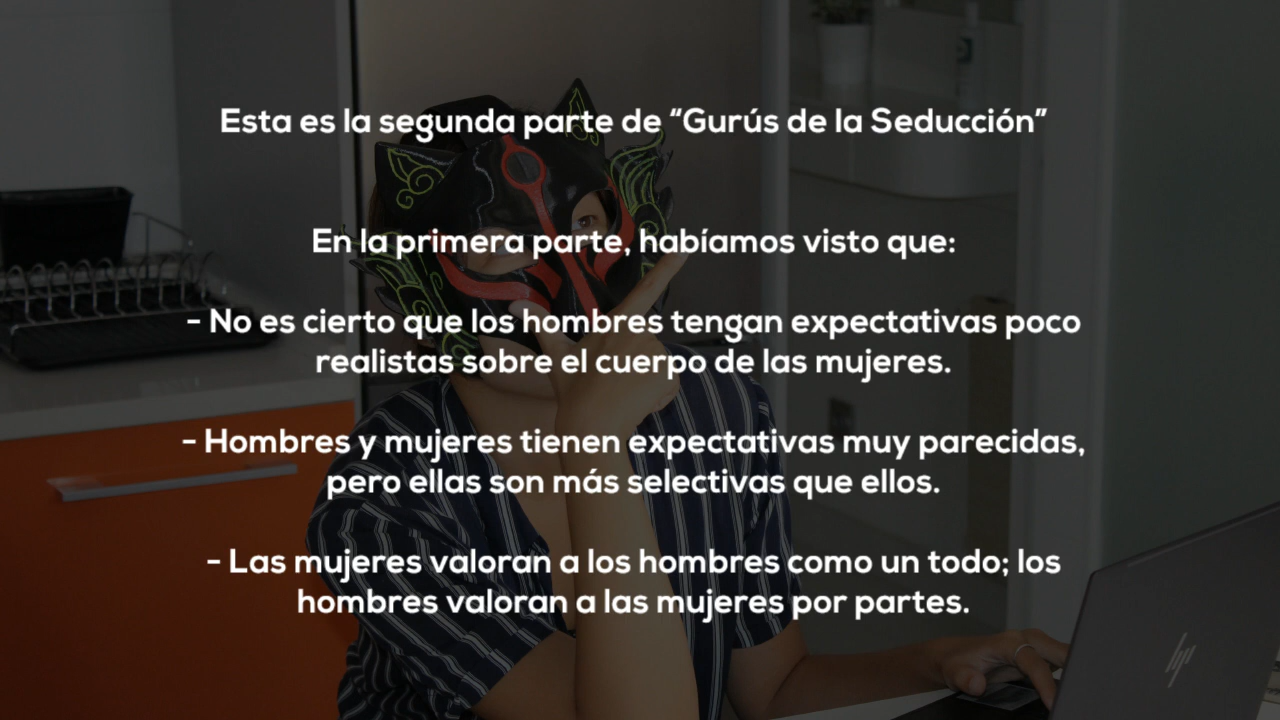 Esta es la segunda parte de “Gurús de la Seducción”
En la primera parte, habíamos visto que:
- No es cierto que los hombres tengan expectativas poco
realistas sobre el cuerpo de las mujeres.
- Hombres y mujeres tienen expectativas muy parecidas,
pero ellas son más selectivas que ellos.
- Las mujeres valoran a los hombres como un todo; los
hombres valoran a las mujeres por partes.
hp